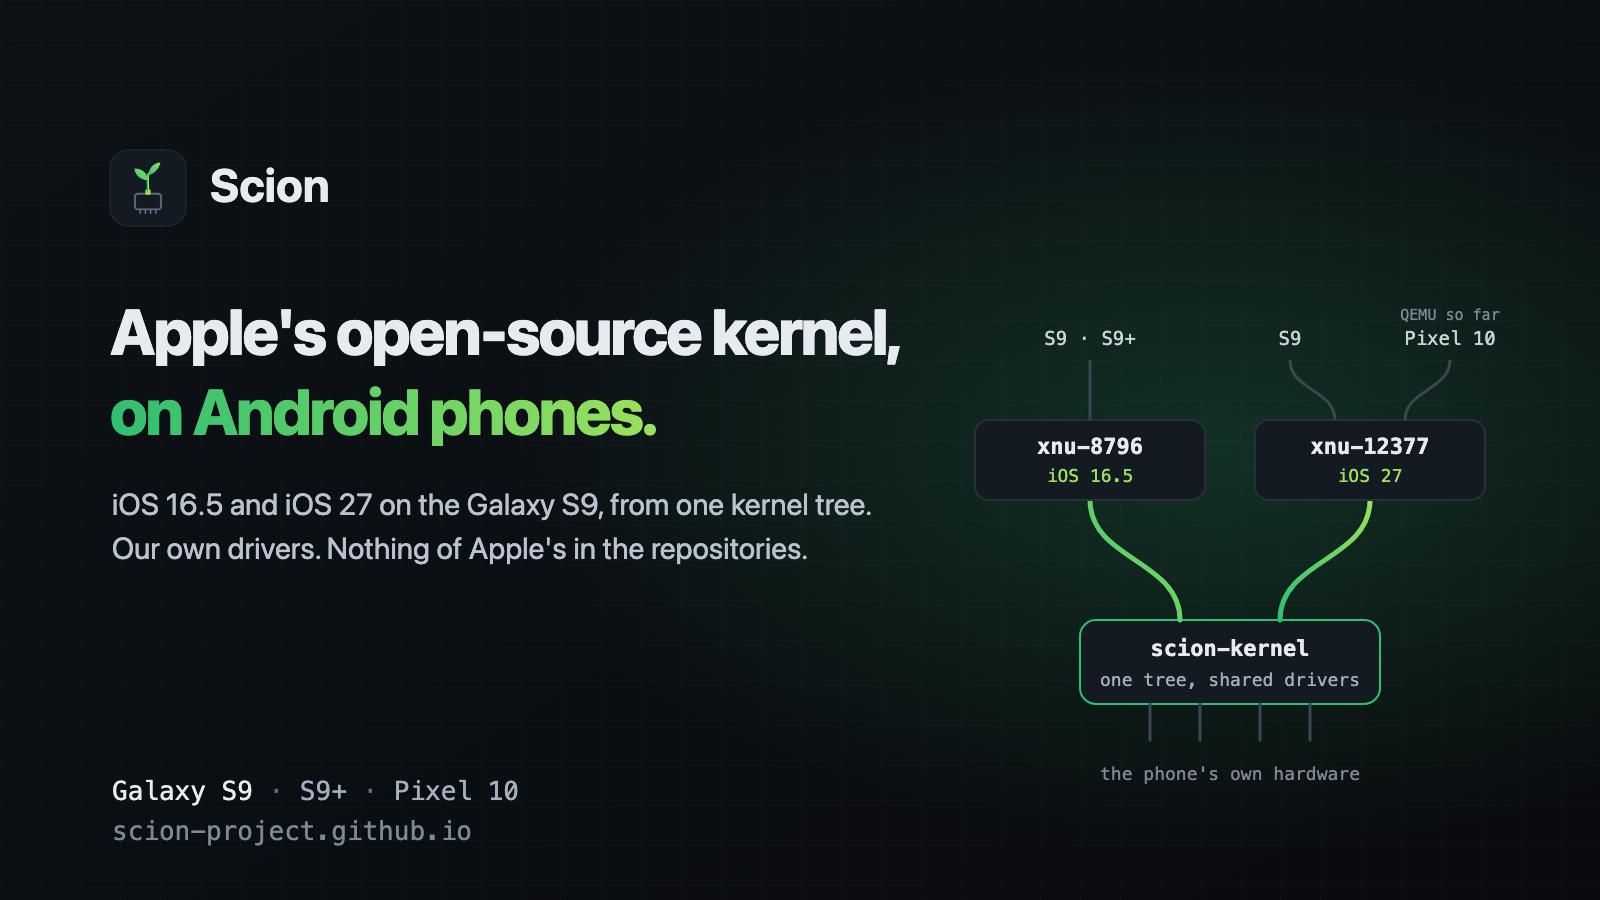 Scion
Apple's open-source kernel,
on Android phones.
iOS 16.5 and iOS 27 on the Galaxy S9, from one kernel tree.
Our own drivers. Nothing of Apple's in the repositories.
Galaxy S9 · S9+ · Pixel 10
scion-project.github.io
QEMU so far
S9 · S9+
S9
Pixel 10
xnu-8796
iOS 16.5
xnu-12377
iOS 27
scion-kernel
one tree, shared drivers
the phone's own hardware